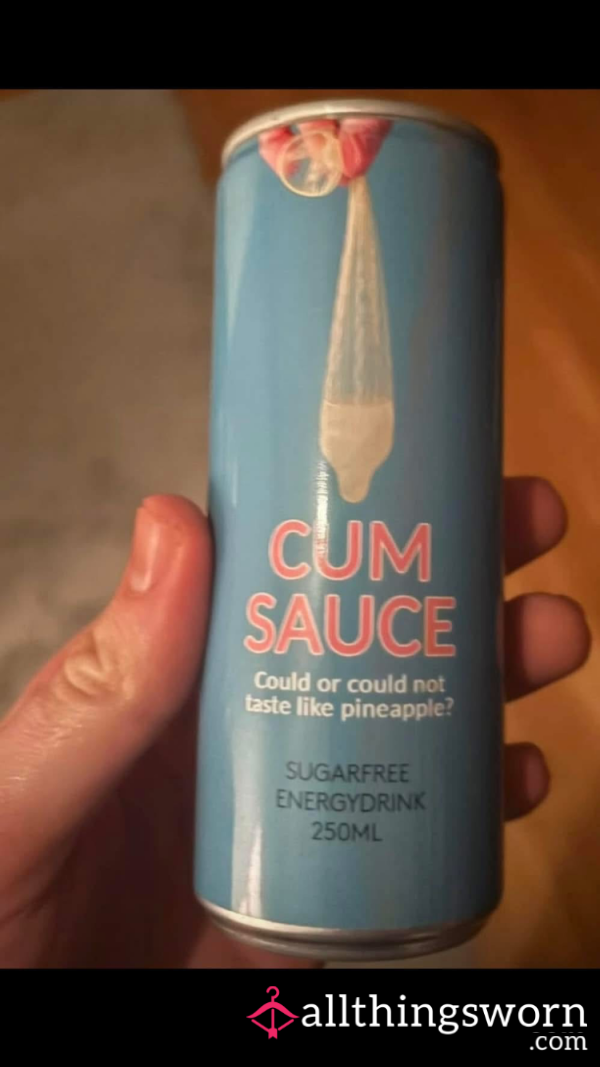 CUM
SAUCE
Could or could not
taste like pineapple?
SUGARFREE
ENERGYDRINK
250ML
allthingsworn
.com